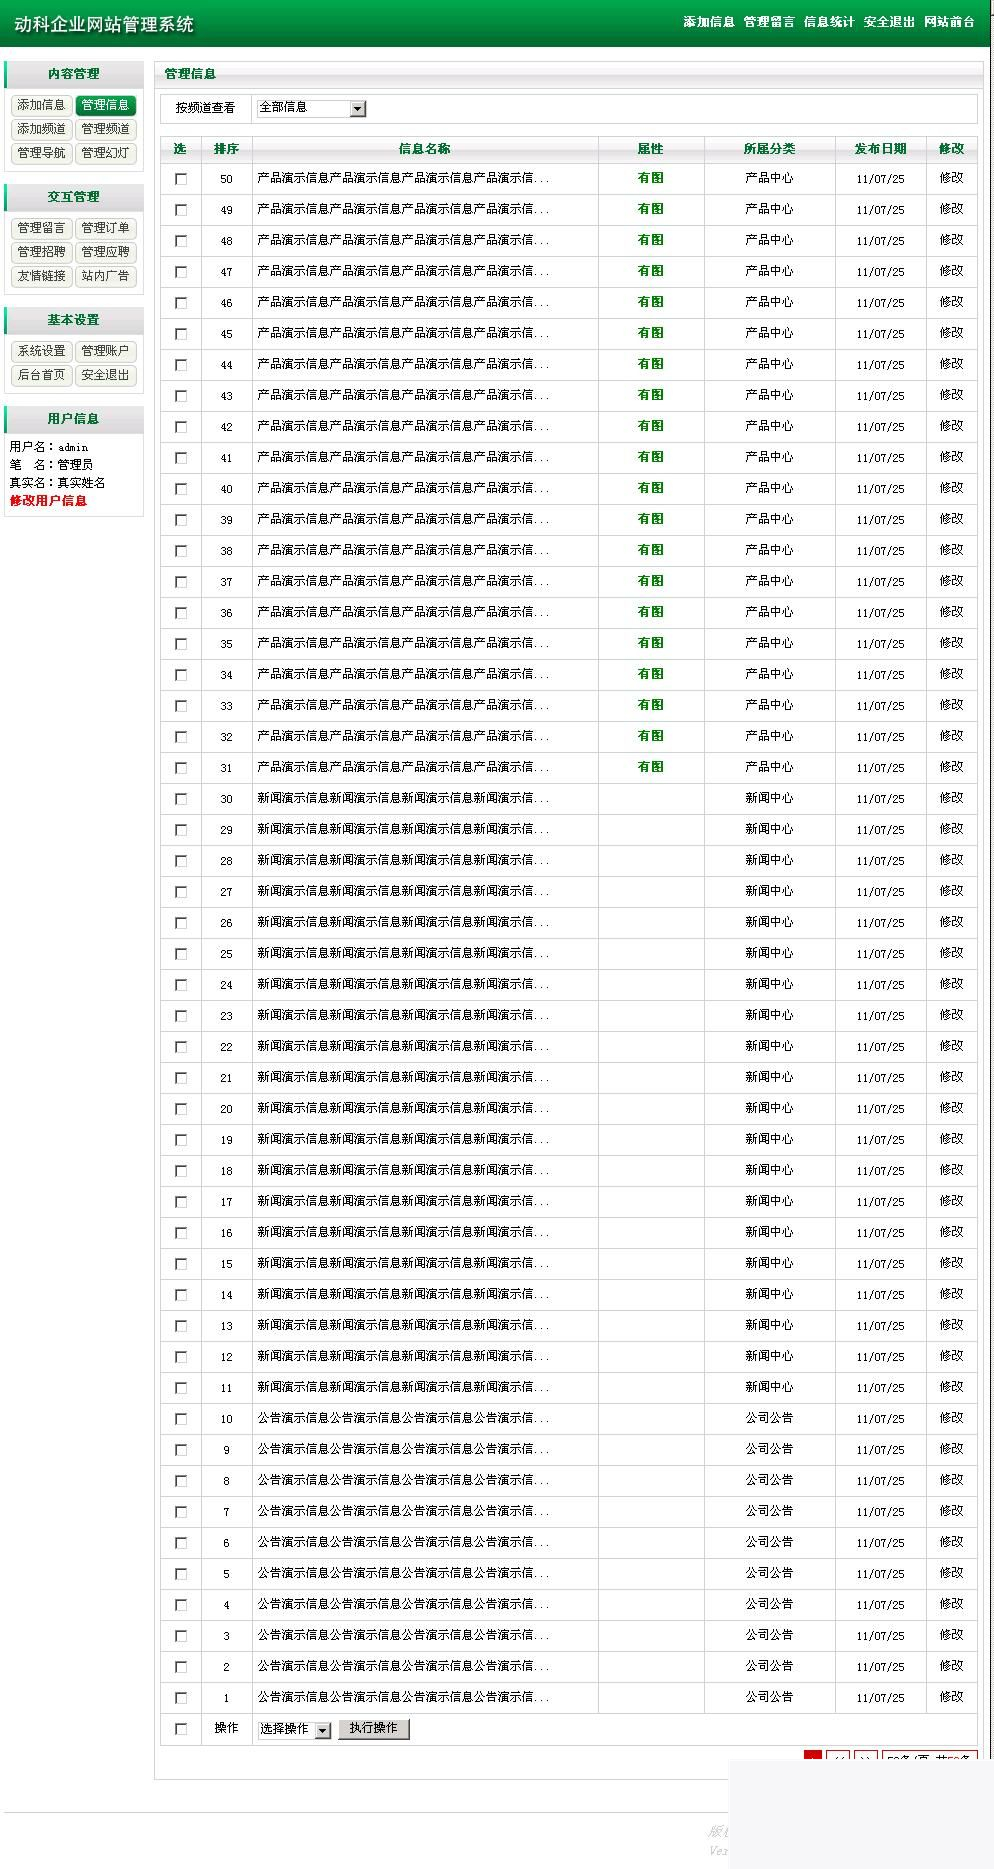 动科企业网站管理系统
添加信息 管理留言 信息统计 安全退出 网站前台
内容管理
添加信息 管理信息
添加频道 管理频道
管理导航 管理幻灯
交互管理
管理留言 管理订单
管理招聘 管理应聘
友情链接 站内广告
基本设置
系统设置 管理账户
后台首页 安全退出
用户信息
用户名：admin
笔 名：管理员
真实名：真实姓名
修改用户信息
管理信息
按频道查看 全部信息
选 排序 信息名称 属性 所属分类 发布日期 修改
50 产品演示信息产品演示信息产品演示信息产品演示信... 有图 产品中心 11/07/25 修改
49 产品演示信息产品演示信息产品演示信息产品演示信... 有图 产品中心 11/07/25 修改
48 产品演示信息产品演示信息产品演示信息产品演示信... 有图 产品中心 11/07/25 修改
47 产品演示信息产品演示信息产品演示信息产品演示信... 有图 产品中心 11/07/25 修改
46 产品演示信息产品演示信息产品演示信息产品演示信... 有图 产品中心 11/07/25 修改
45 产品演示信息产品演示信息产品演示信息产品演示信... 有图 产品中心 11/07/25 修改
44 产品演示信息产品演示信息产品演示信息产品演示信... 有图 产品中心 11/07/25 修改
43 产品演示信息产品演示信息产品演示信息产品演示信... 有图 产品中心 11/07/25 修改
42 产品演示信息产品演示信息产品演示信息产品演示信... 有图 产品中心 11/07/25 修改
41 产品演示信息产品演示信息产品演示信息产品演示信... 有图 产品中心 11/07/25 修改
40 产品演示信息产品演示信息产品演示信息产品演示信... 有图 产品中心 11/07/25 修改
39 产品演示信息产品演示信息产品演示信息产品演示信... 有图 产品中心 11/07/25 修改
38 产品演示信息产品演示信息产品演示信息产品演示信... 有图 产品中心 11/07/25 修改
37 产品演示信息产品演示信息产品演示信息产品演示信... 有图 产品中心 11/07/25 修改
36 产品演示信息产品演示信息产品演示信息产品演示信... 有图 产品中心 11/07/25 修改
35 产品演示信息产品演示信息产品演示信息产品演示信... 有图 产品中心 11/07/25 修改
34 产品演示信息产品演示信息产品演示信息产品演示信... 有图 产品中心 11/07/25 修改
33 产品演示信息产品演示信息产品演示信息产品演示信... 有图 产品中心 11/07/25 修改
32 产品演示信息产品演示信息产品演示信息产品演示信... 有图 产品中心 11/07/25 修改
31 产品演示信息产品演示信息产品演示信息产品演示信... 有图 产品中心 11/07/25 修改
30 新闻演示信息新闻演示信息新闻演示信息新闻演示信... 新闻中心 11/07/25 修改
29 新闻演示信息新闻演示信息新闻演示信息新闻演示信... 新闻中心 11/07/25 修改
28 新闻演示信息新闻演示信息新闻演示信息新闻演示信... 新闻中心 11/07/25 修改
27 新闻演示信息新闻演示信息新闻演示信息新闻演示信... 新闻中心 11/07/25 修改
26 新闻演示信息新闻演示信息新闻演示信息新闻演示信... 新闻中心 11/07/25 修改
25 新闻演示信息新闻演示信息新闻演示信息新闻演示信... 新闻中心 11/07/25 修改
24 新闻演示信息新闻演示信息新闻演示信息新闻演示信... 新闻中心 11/07/25 修改
23 新闻演示信息新闻演示信息新闻演示信息新闻演示信... 新闻中心 11/07/25 修改
22 新闻演示信息新闻演示信息新闻演示信息新闻演示信... 新闻中心 11/07/25 修改
21 新闻演示信息新闻演示信息新闻演示信息新闻演示信... 新闻中心 11/07/25 修改
20 新闻演示信息新闻演示信息新闻演示信息新闻演示信... 新闻中心 11/07/25 修改
19 新闻演示信息新闻演示信息新闻演示信息新闻演示信... 新闻中心 11/07/25 修改
18 新闻演示信息新闻演示信息新闻演示信息新闻演示信... 新闻中心 11/07/25 修改
17 新闻演示信息新闻演示信息新闻演示信息新闻演示信... 新闻中心 11/07/25 修改
16 新闻演示信息新闻演示信息新闻演示信息新闻演示信... 新闻中心 11/07/25 修改
15 新闻演示信息新闻演示信息新闻演示信息新闻演示信... 新闻中心 11/07/25 修改
14 新闻演示信息新闻演示信息新闻演示信息新闻演示信... 新闻中心 11/07/25 修改
13 新闻演示信息新闻演示信息新闻演示信息新闻演示信... 新闻中心 11/07/25 修改
12 新闻演示信息新闻演示信息新闻演示信息新闻演示信... 新闻中心 11/07/25 修改
11 新闻演示信息新闻演示信息新闻演示信息新闻演示信... 新闻中心 11/07/25 修改
10 公告演示信息公告演示信息公告演示信息公告演示信... 公司公告 11/07/25 修改
9 公告演示信息公告演示信息公告演示信息公告演示信... 公司公告 11/07/25 修改
8 公告演示信息公告演示信息公告演示信息公告演示信... 公司公告 11/07/25 修改
7 公告演示信息公告演示信息公告演示信息公告演示信... 公司公告 11/07/25 修改
6 公告演示信息公告演示信息公告演示信息公告演示信... 公司公告 11/07/25 修改
5 公告演示信息公告演示信息公告演示信息公告演示信... 公司公告 11/07/25 修改
4 公告演示信息公告演示信息公告演示信息公告演示信... 公司公告 11/07/25 修改
3 公告演示信息公告演示信息公告演示信息公告演示信... 公司公告 11/07/25 修改
2 公告演示信息公告演示信息公告演示信息公告演示信... 公司公告 11/07/25 修改
1 公告演示信息公告演示信息公告演示信息公告演示信... 公司公告 11/07/25 修改
操作 选择操作 执行操作